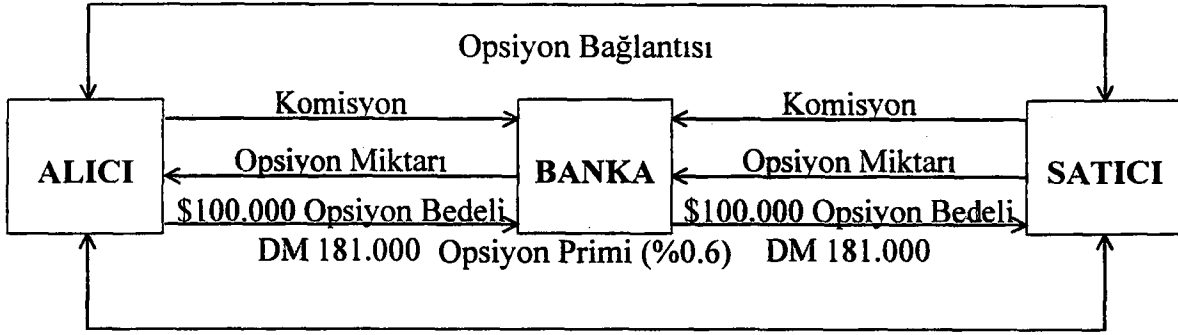 Opsiyon Bağlantısı
Komisyon
Komisyon
ALICI
Opsiyon Miktarı
BANKA
Opsiyon Miktarı
SATICI
$100.000 Opsiyon Bedeli
$100.000 Opsiyon Bedeli
DM 181.000
Opsiyon Primi (%0.6)
DM 181.000